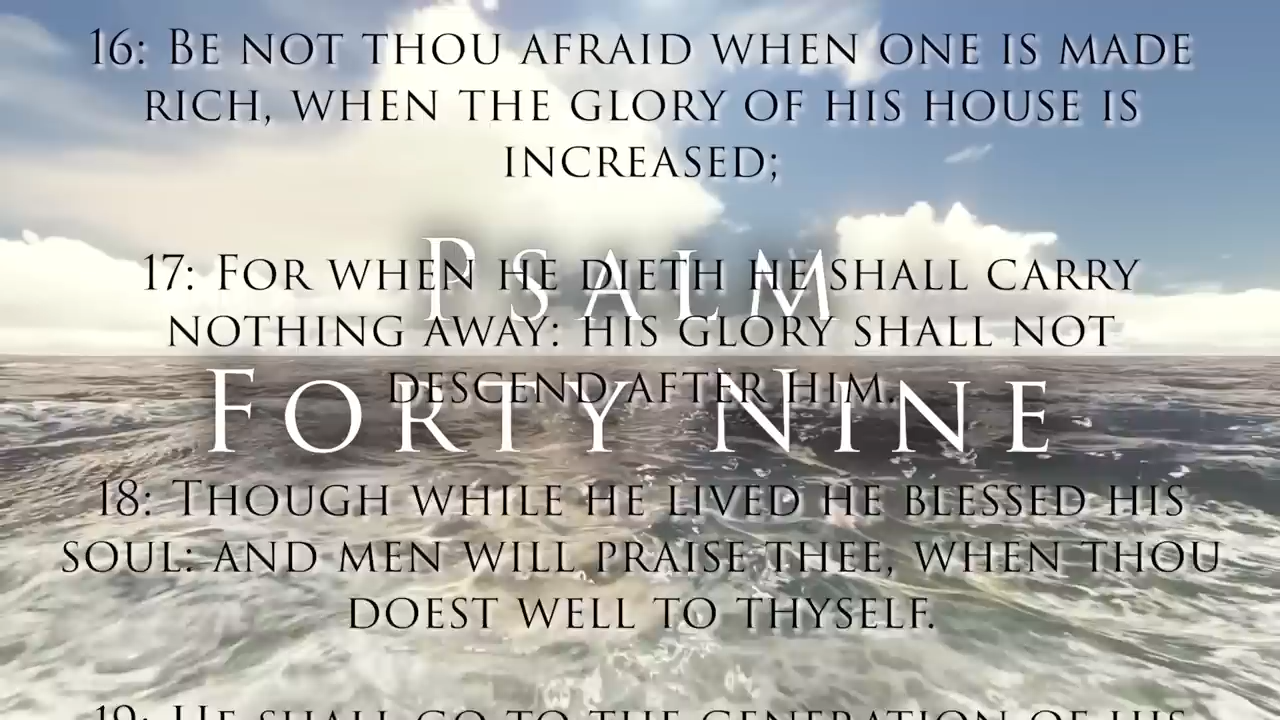 16: Be not thou afraid when one is made
rich, when the glory of his house is
increased;
Psalm
17: For when he dieth he shall carry
nothing away: his glory shall not
descend after him.
Forty Nine
18: Though while he lived he blessed his
soul: and men will praise thee, when thou
doest well to thyself.
19: He shall go to the generation of his